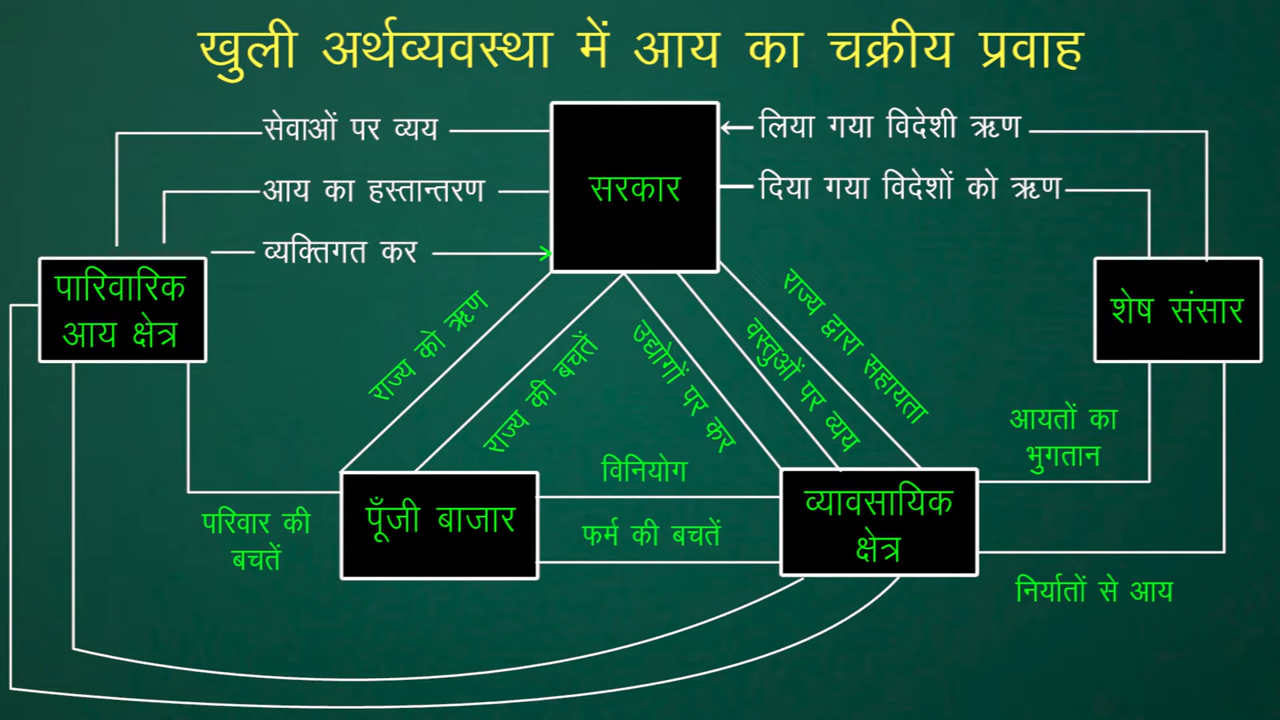 खुली अर्थव्यवस्था में आय का चक्रीय प्रवाह
सेवाओं पर व्यय
लिया गया विदेशी ऋण
आय का हस्तान्तरण
सरकार
दिया गया विदेशों को ऋण
व्यक्तिगत कर
पारिवारिक
आय क्षेत्र
शेष संसार
राज्य को ऋण
राज्य की बचतें
उद्योगों पर कर
वस्तुओं पर व्यय
राज्य द्वारा सहायता
आयतों का
भुगतान
विनियोग
पूँजी बाजार
व्यावसायिक
क्षेत्र
परिवार की
बचतें
फर्म की बचतें
निर्यातों से आय